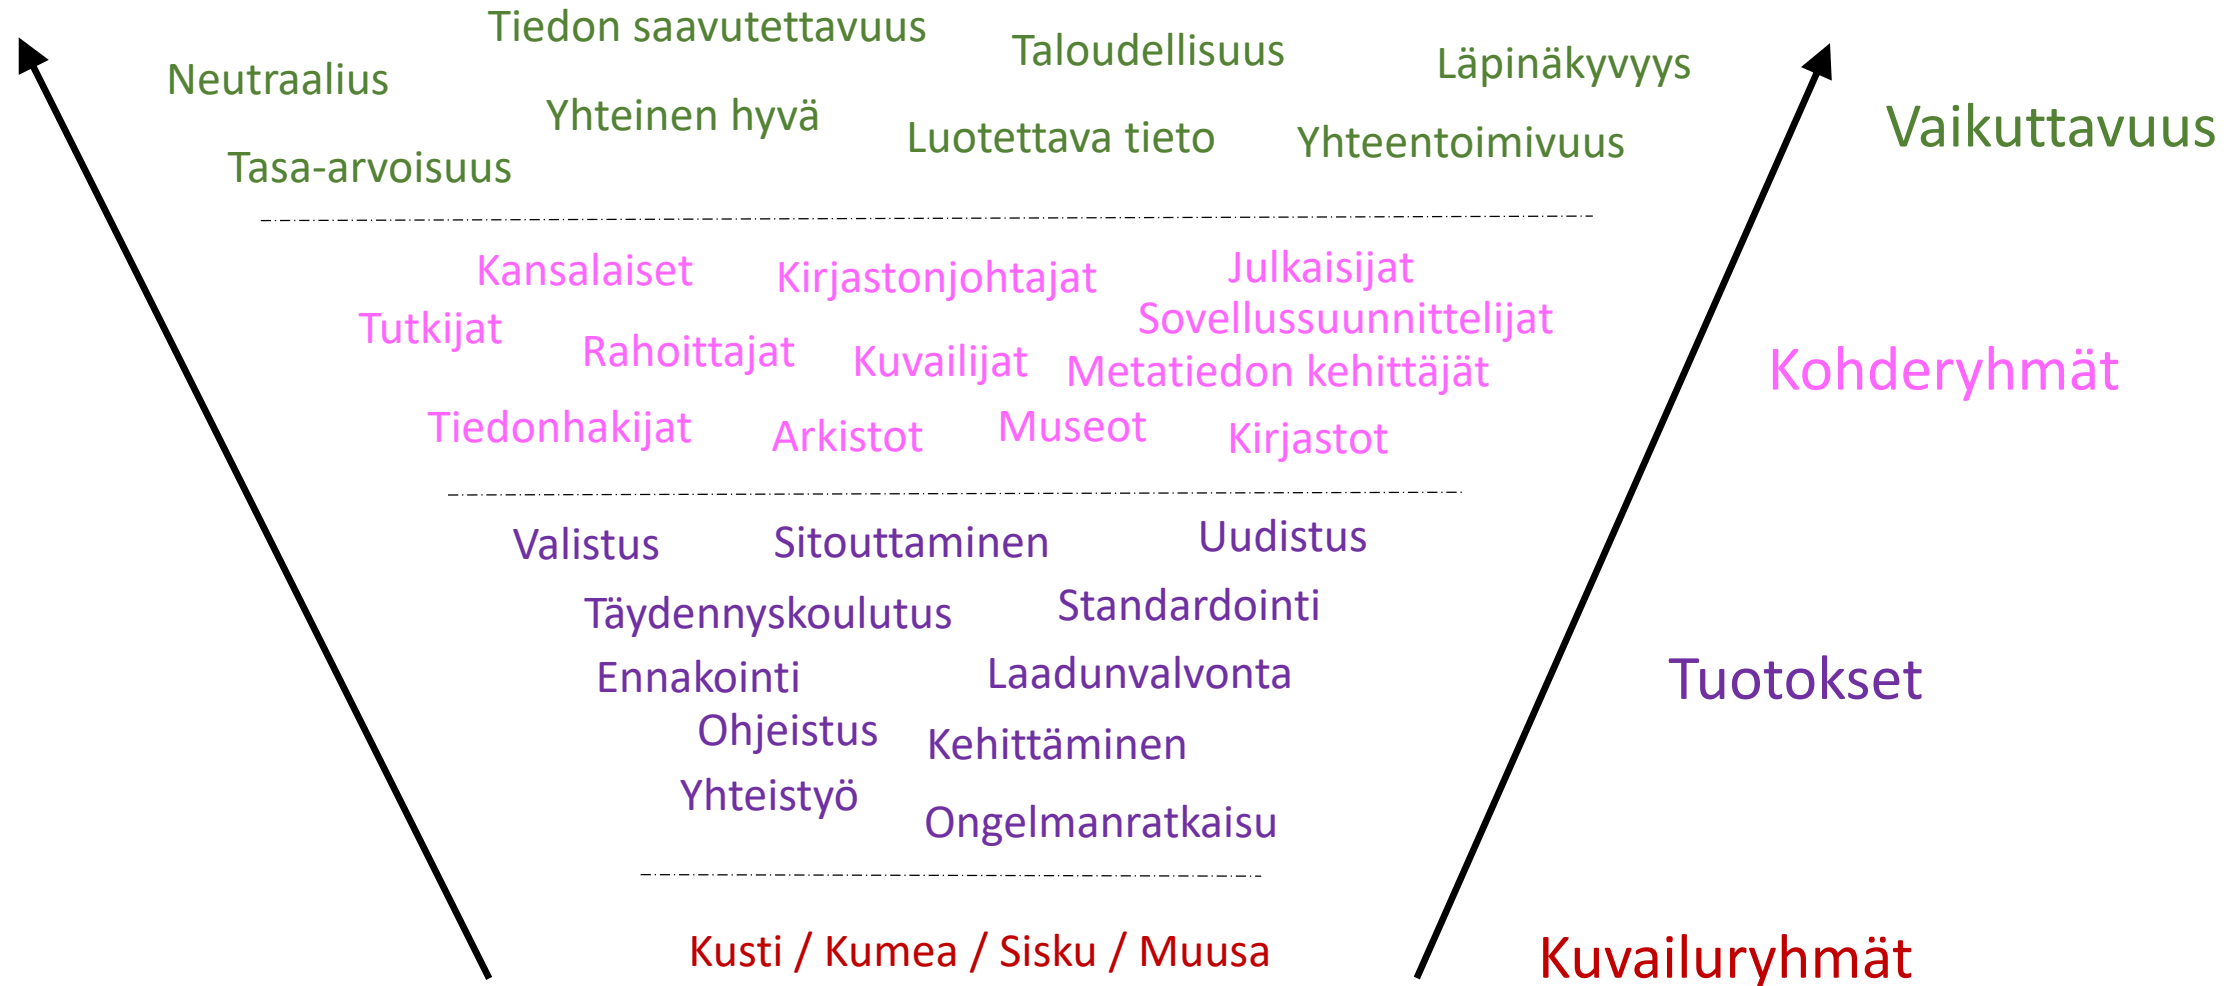 Tiedon saavutettavuus
Taloudellisuus
Läpinäkyvyys
Neutraalius
Yhteinen hyvä
Luotettava tieto
Yhteentoimivuus
Vaikuttavuus
Tasa-arvoisuus
Kansalaiset
Kirjastonjohtajat
Julkaisijat
Tutkijat
Sovellussuunnittelijat
Rahoittajat
Kuvailijat
Metatiedon kehittäjät
Kohderyhmät
Tiedonhakijat
Arkistot
Museot
Kirjastot
Valistus
Sitouttaminen
Uudistus
Täydennyskoulutus
Standardointi
Ennakointi
Laadunvalvonta
Tuotokset
Ohjeistus
Kehittäminen
Yhteistyö
Ongelmanratkaisu
Kusti / Kumea / Sisku / Muusa
Kuvailuryhmät